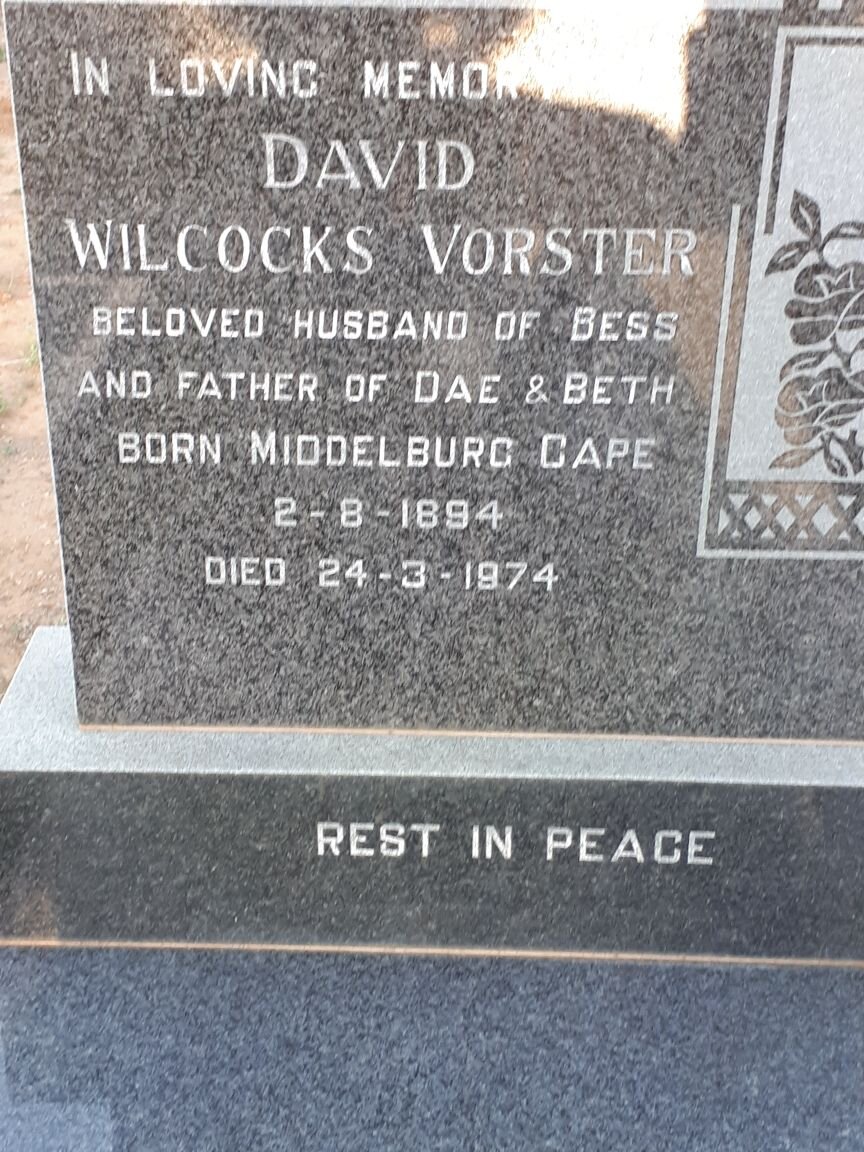 IN LOVING MEMOR
DAVID
WILCOCKS VORSTER
BELOVED HUSBAND OF BESS
AND FATHER OF DAE & BETH
BORN MIDDELBURG CAPE
2-8-1894
DIED 24-3-1974
REST IN PEACE